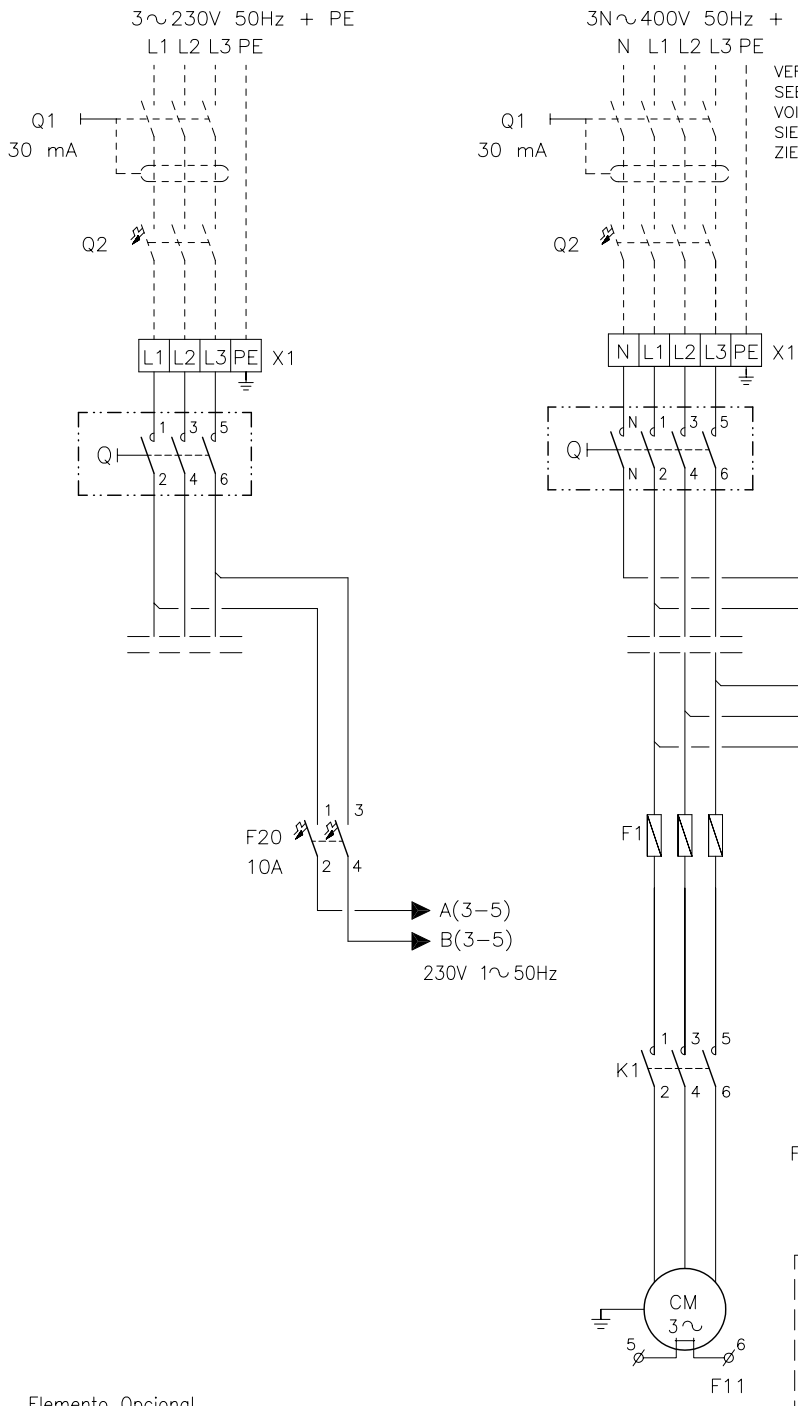 3~230V 50Hz + PE
L1 L2 L3 PE
Q1
30 mA
Q2
L1 L2 L3 PE X1
1 3 5
Q
2 4 6
1 3
F20
10A
2 4
A(3-5)
B(3-5)
230V 1~50Hz
Elemento Opcional
3N~400V 50Hz +
N L1 L2 L3 PE
Q1
30 mA
Q2
N L1 L2 L3 PE X1
N 1 3 5
Q
N 2 4 6
F1
1 3 5
K1
2 4 6
CM
3~
5 6
F11
SIE
ZIE